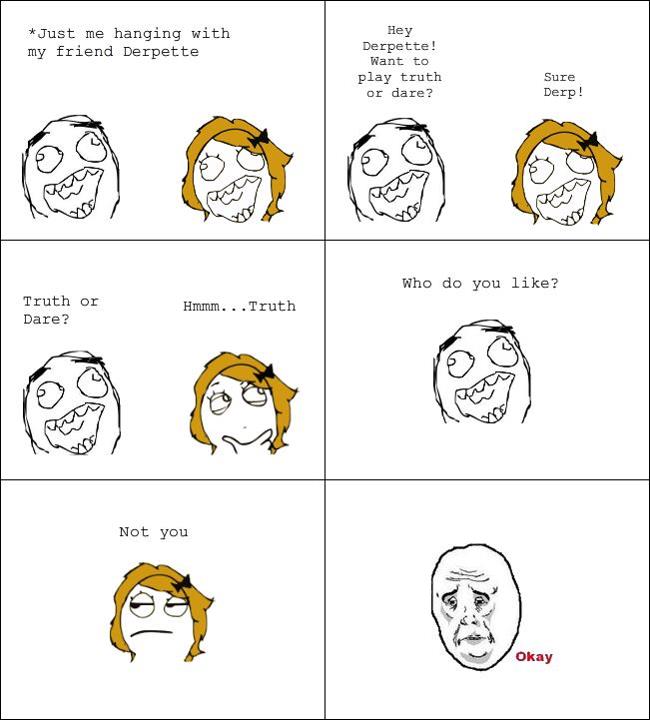 *Just me hanging with
my friend Derpette
Hey
Derpette!
Want to
play truth
or dare?
Sure
Derp!
Truth or
Dare?
Hmmm...Truth
Who do you like?
Not you
Okay